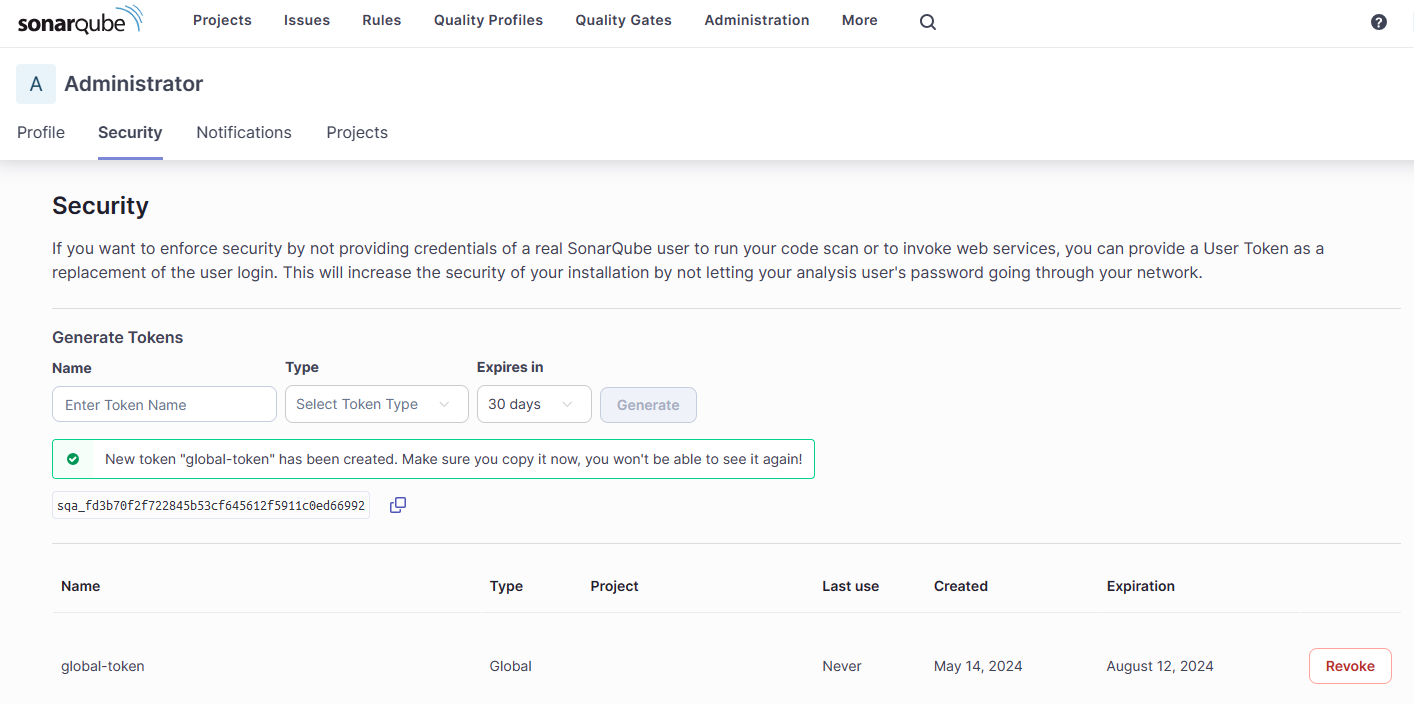 sonarqube
Projects Issues Rules Quality Profiles Quality Gates Administration More
A Administrator
Profile Security Notifications Projects
Security
If you want to enforce security by not providing credentials of a real SonarQube user to run your code scan or to invoke web services, you can provide a User Token as a
replacement of the user login. This will increase the security of your installation by not letting your analysis user's password going through your network.
Generate Tokens
Name Type Expires in
Enter Token Name Select Token Type 30 days Generate
New token "global-token" has been created. Make sure you copy it now, you won't be able to see it again!
sqa_fd3b70f2f722845b53cf645612f5911c0ed66992
Name Type Project Last use Created Expiration
global-token Global Never May 14, 2024 August 12, 2024 Revoke